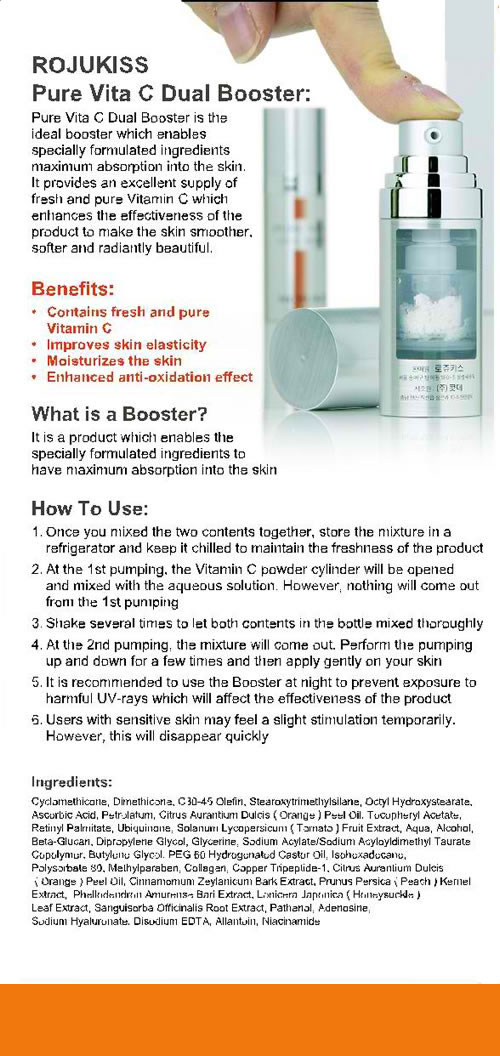 ROJUKISS
Pure Vita C Dual Booster:
Pure Vita C Dual Booster is the
ideal booster which enables
specially formulated ingredients
maximum absorption into the skin.
It provides an excellent supply of
fresh and pure Vitamin C which
enhances the effectiveness of the
product to make the skin smoother,
softer and radiantly beautiful.
Benefits:
• Contains fresh and pure
Vitamin C
• Improves skin elasticity
• Moisturizes the skin
• Enhanced anti-oxidation effect
판매원 로쥬키스
제조원 (주)코데
What is a Booster?
It is a product which enables the
specially formulated ingredients to
have maximum absorption into the skin
How To Use:
1. Once you mixed the two contents together, store the mixture in a
refrigerator and keep it chilled to maintain the freshness of the product
2. At the 1st pumping, the Vitamin C powder cylinder will be opened
and mixed with the aqueous solution. However, nothing will come out
from the 1st pumping
3. Shake several times to let both contents in the bottle mixed thoroughly
4. At the 2nd pumping, the mixture will come out. Perform the pumping
up and down for a few times and then apply gently on your skin
5. It is recommended to use the Booster at night to prevent exposure to
harmful UV-rays which will affect the effectiveness of the product
6. Users with sensitive skin may feel a slight stimulation temporarily.
However, this will disappear quickly
Ingredients:
Cyclomethicone, Dimethicone, C30-45 Olefin, Stearoxytrimethylsilane, Octyl Hydroxystearate,
Ascorbic Acid, Petrolatum, Citrus Aurantium Dulcis ( Orange ) Peel Oil, Tocopheryl Acetate,
Retinyl Palmitate, Ubiquinone, Solanum Lycopersicum ( Tomato ) Fruit Extract, Aqua, Alcohol,
Beta-Glucan, Dipropylene Glycol, Glycerine, Sodium Acylate/Sodium Acyloyldimethyl Taurate
Copolymer, Butylene Glycol, PEG 60 Hydrogenated Castor Oil, Isohexadecane,
Polysorbate 80, Methylparaben, Collagen, Copper Tripeptide-1, Citrus Aurantium Dulcis
( Orange ) Peel Oil, Cinnamomum Zeylanicum Bark Extract, Prunus Persica ( Peach ) Kernel
Extract, Phellodendron Amurense Bari Extract, Lonicera Japonica ( Honeysuckle )
Leaf Extract, Sanguisorba Officinalis Root Extract, Pathenol, Adenosine,
Sodium Hyaluronate, Disodium EDTA, Allantoin, Niacinamide